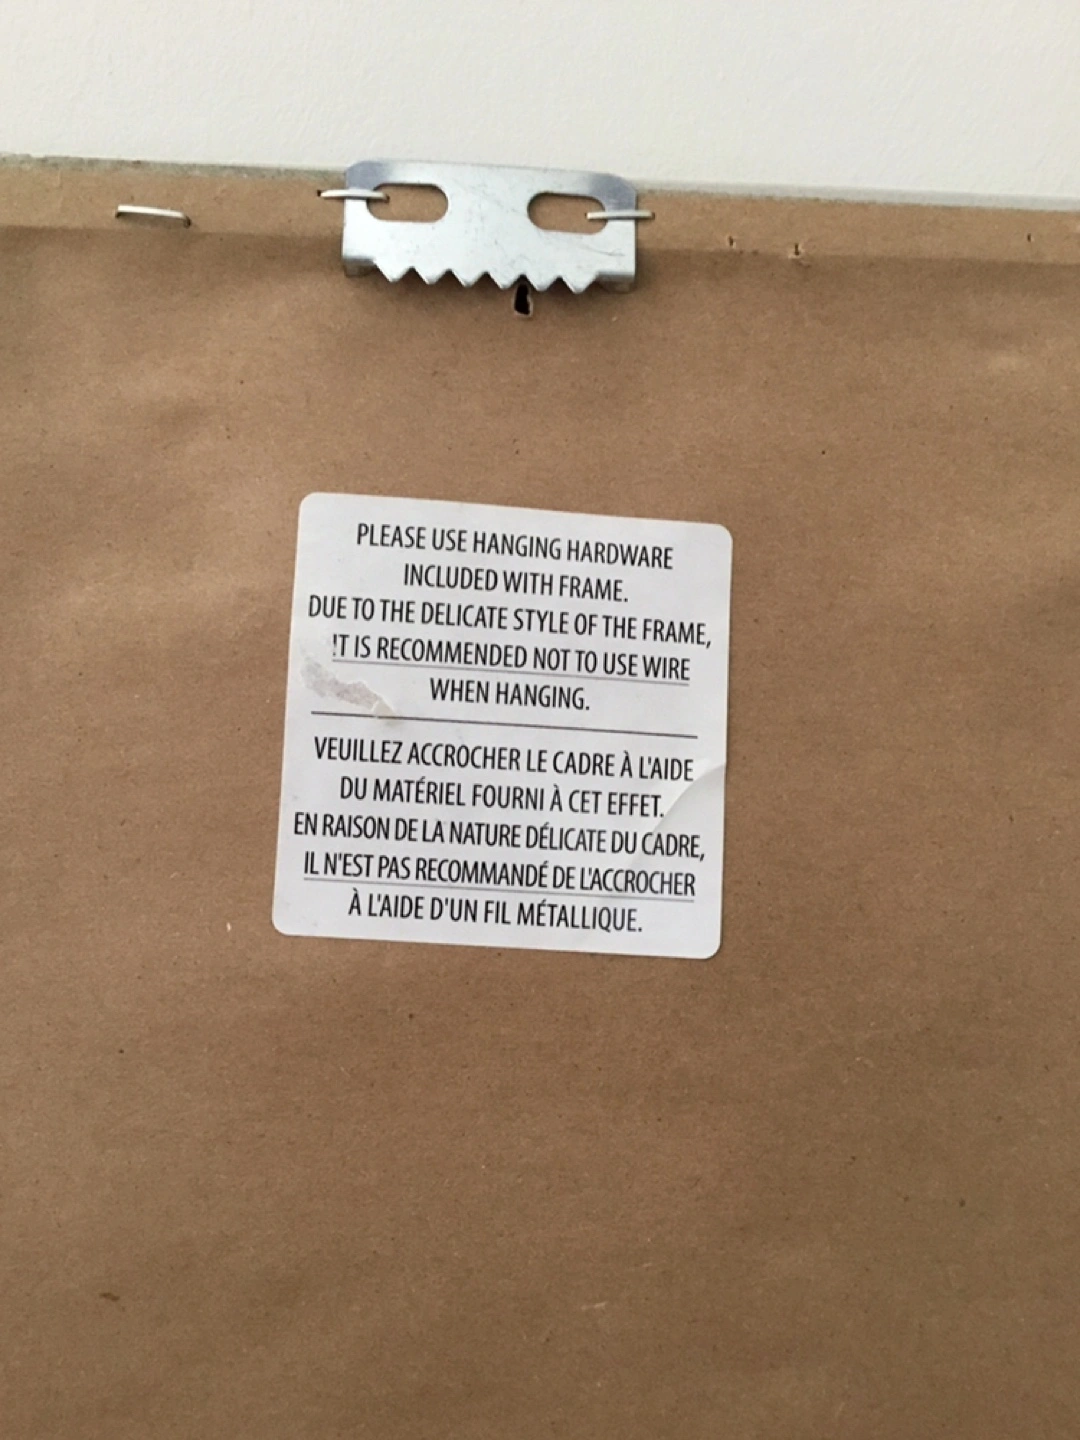 PLEASE USE HANGING HARDWARE
INCLUDED WITH FRAME.
DUE TO THE DELICATE STYLE OF THE FRAME,
IT IS RECOMMENDED NOT TO USE WIRE
WHEN HANGING.
VEUILLEZ ACCROCHER LE CADRE À L'AIDE
DU MATÉRIEL FOURNI À CET EFFET.
EN RAISON DE LA NATURE DÉLICATE DU CADRE,
IL N'EST PAS RECOMMANDÉ DE L'ACCROCHER
À L'AIDE D'UN FIL MÉTALLIQUE.